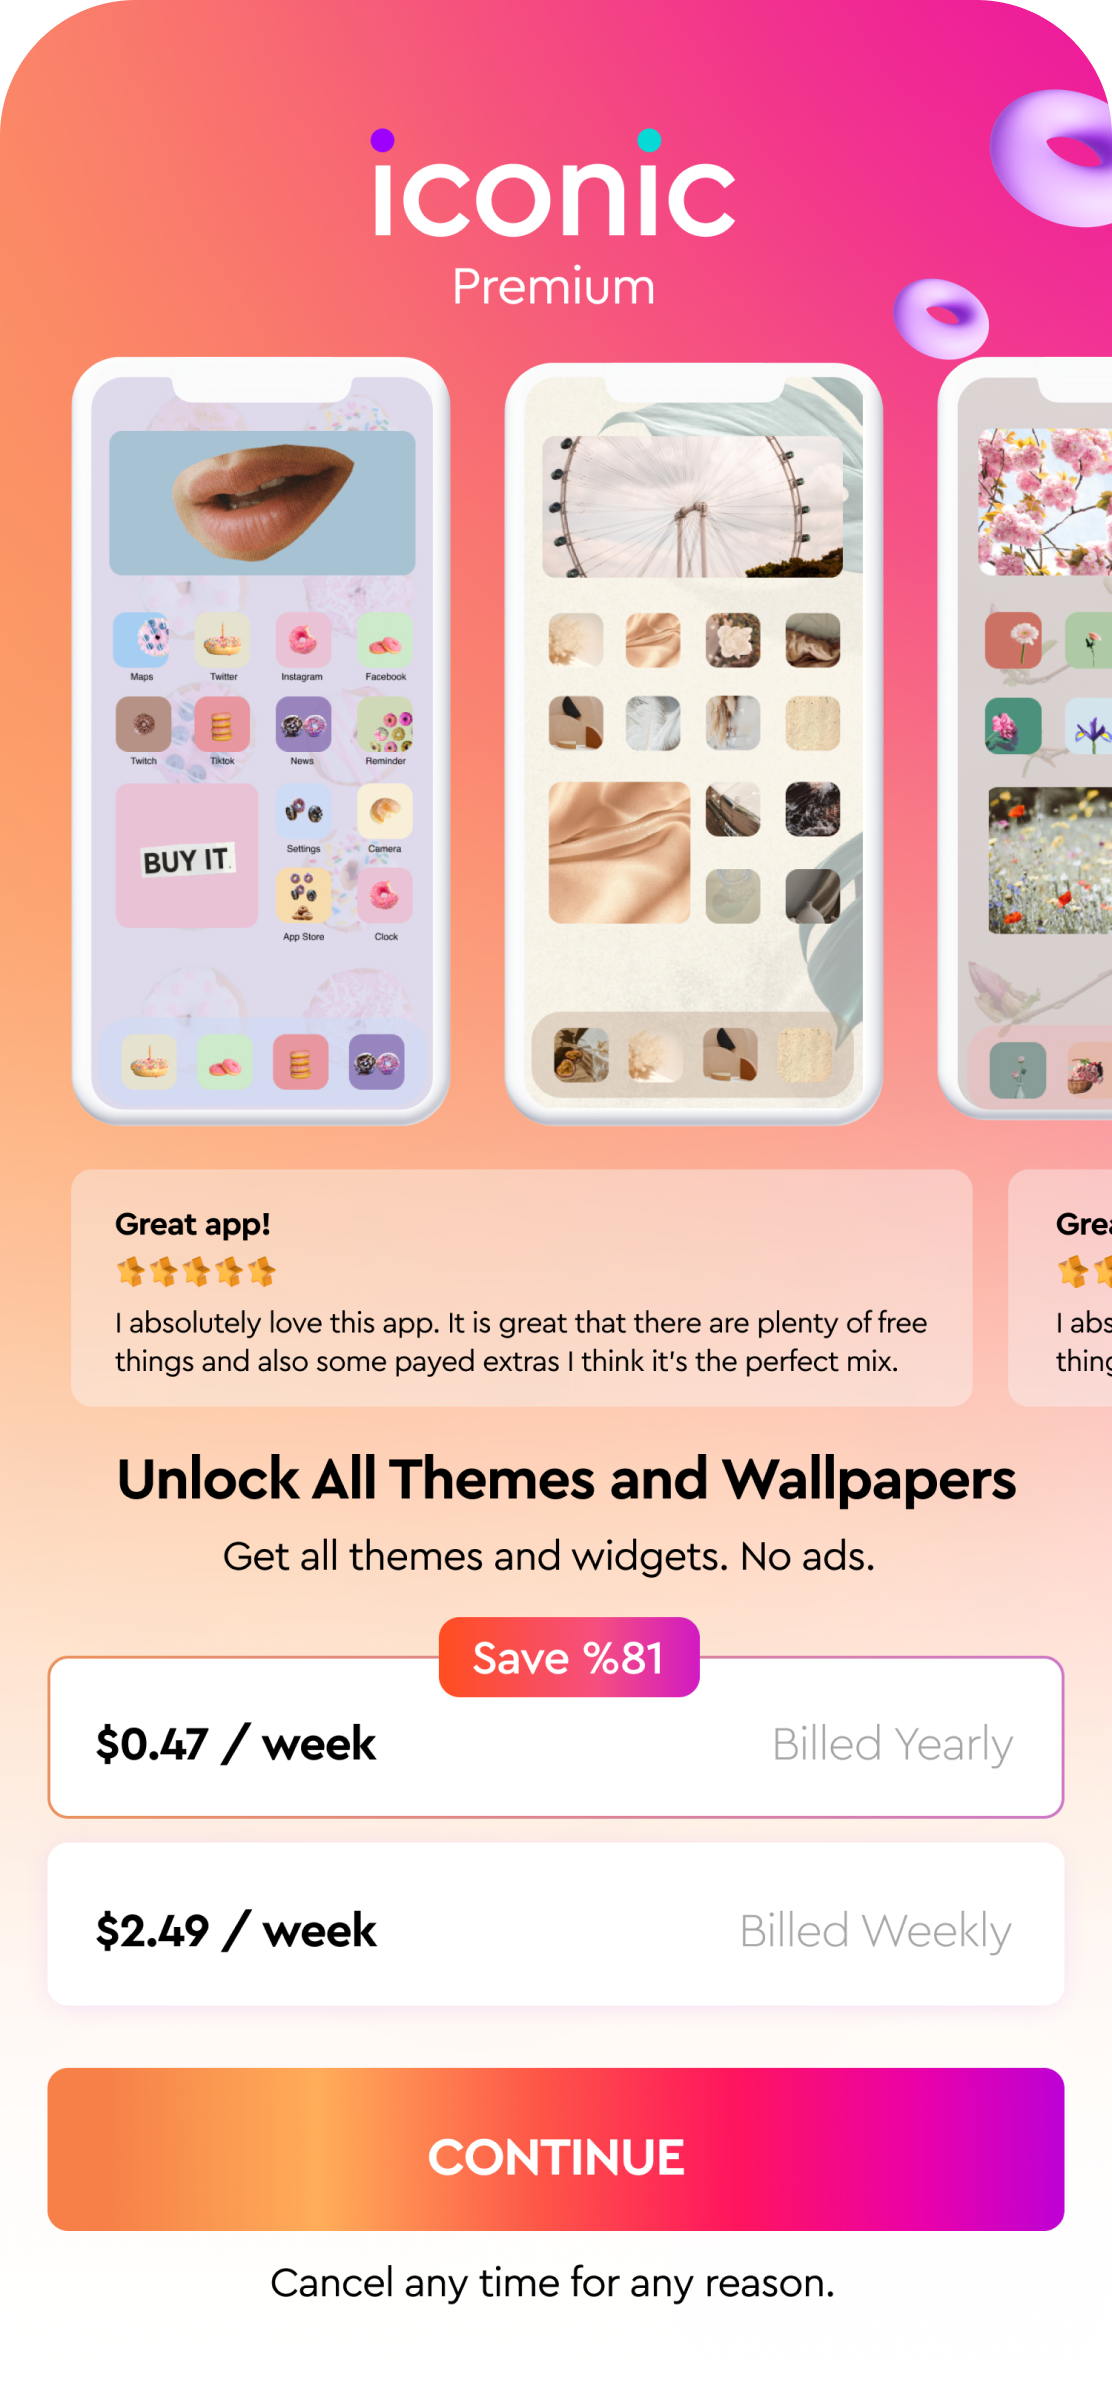 iconic
Premium
Maps Twitter Instagram Facebook
Twitch Tiktok News Reminder
BUY IT.
Settings Camera
App Store Clock
Great app!
I absolutely love this app. It is great that there are plenty of free
things and also some payed extras I think it's the perfect mix.
Grea
I abs
thing
Unlock All Themes and Wallpapers
Get all themes and widgets. No ads.
Save %81
$0.47 / week Billed Yearly
$2.49 / week Billed Weekly
CONTINUE
Cancel any time for any reason.